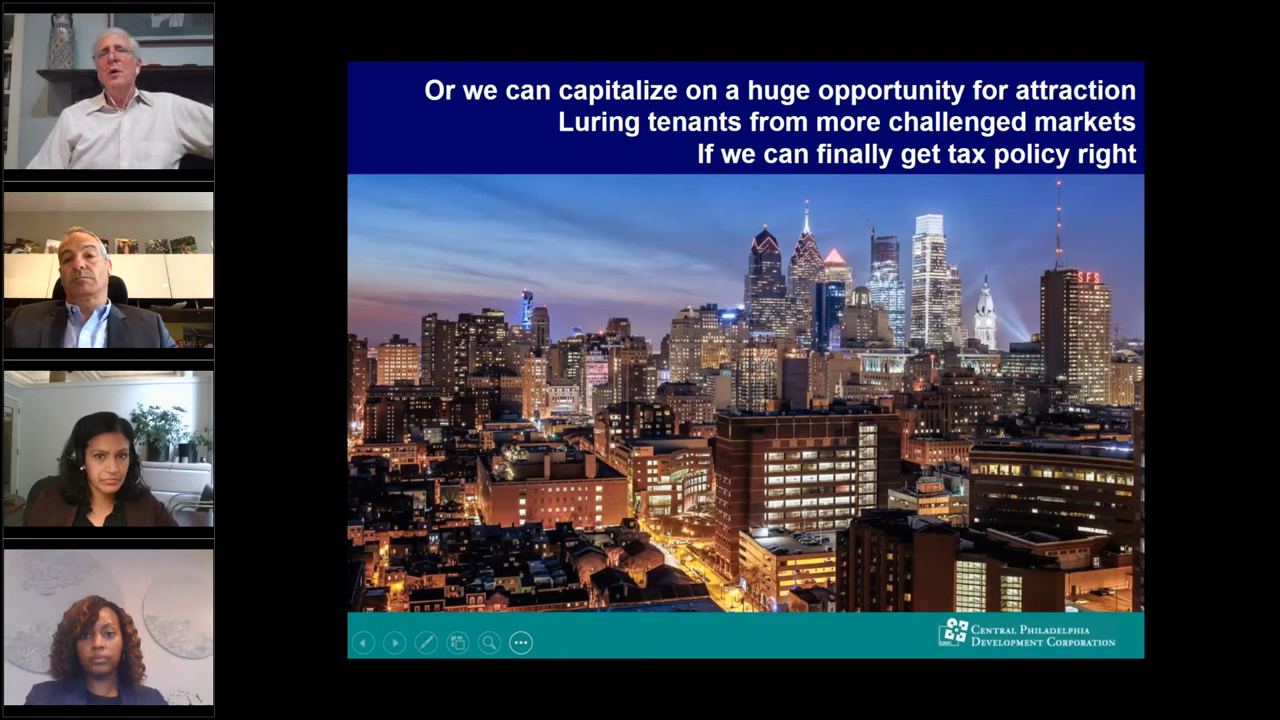 Or we can capitalize on a huge opportunity for attraction
Luring tenants from more challenged markets
If we can finally get tax policy right
SFS
CENTRAL PHILADELPHIA
DEVELOPMENT CORPORATION